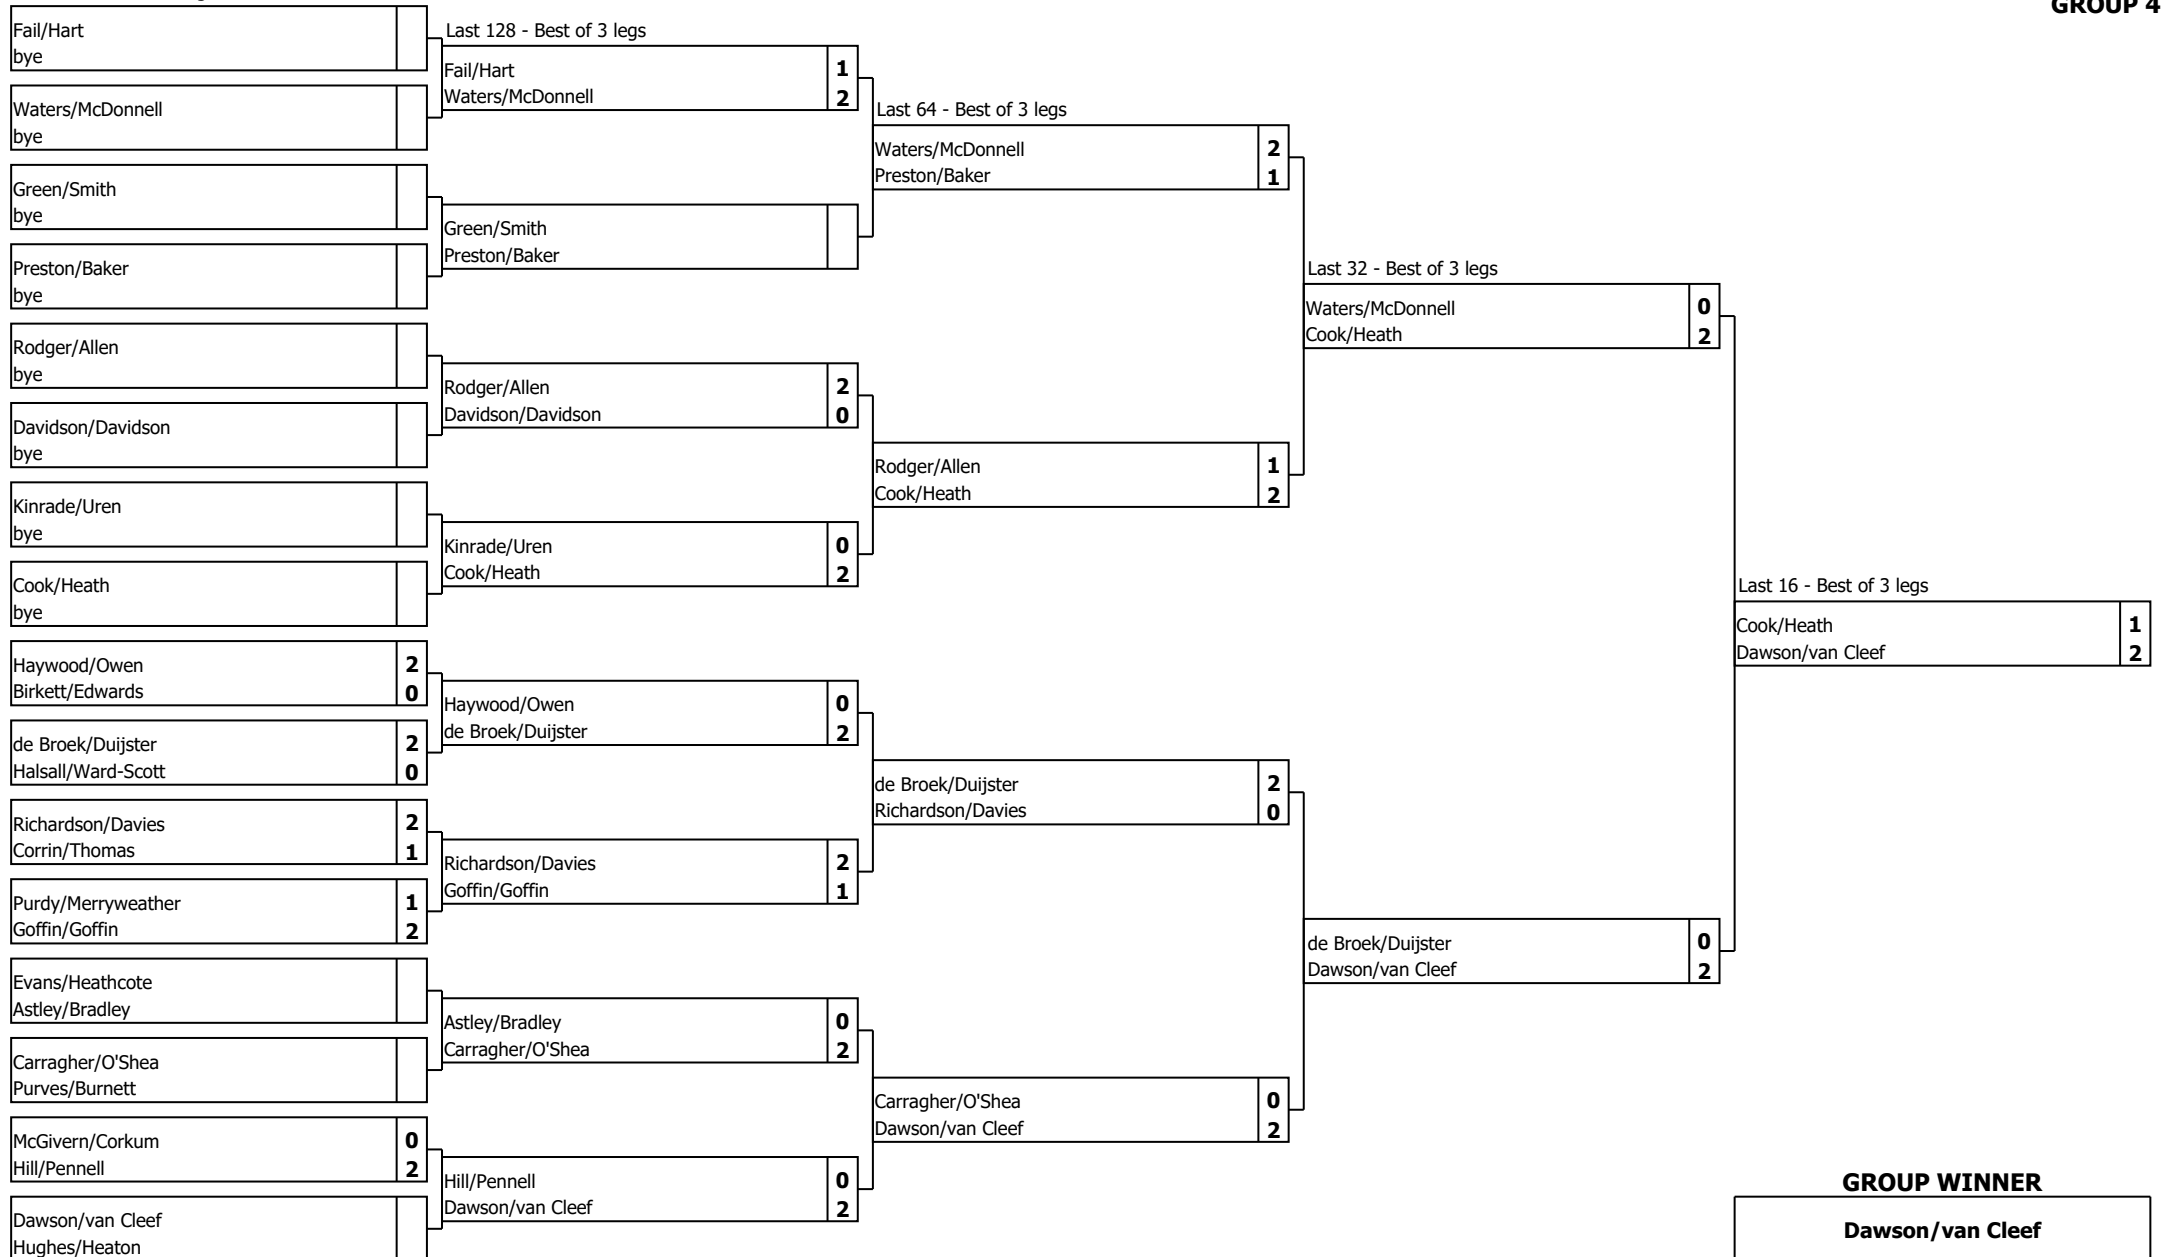 GROUP 4
Fail/Hart
bye
Waters/McDonnell
bye
Green/Smith
bye
Preston/Baker
bye
Rodger/Allen
bye
Davidson/Davidson
bye
Kinrade/Uren
bye
Cook/Heath
bye
Haywood/Owen 2
Birkett/Edwards 0
de Broek/Duijster 2
Halsall/Ward-Scott 0
Richardson/Davies 2
Corrin/Thomas 1
Purdy/Merryweather 1
Goffin/Goffin 2
Evans/Heathcote
Astley/Bradley
Carragher/O'Shea
Purves/Burnett
McGivern/Corkum 0
Hill/Pennell 2
Dawson/van Cleef
Hughes/Heaton
Last 128 - Best of 3 legs
Fail/Hart 1
Waters/McDonnell 2
Green/Smith
Preston/Baker
Rodger/Allen 2
Davidson/Davidson 0
Kinrade/Uren 0
Cook/Heath 2
Haywood/Owen 0
de Broek/Duijster 2
Richardson/Davies 2
Goffin/Goffin 1
Astley/Bradley 0
Carragher/O'Shea 2
Hill/Pennell 0
Dawson/van Cleef 2
Last 64 - Best of 3 legs
Waters/McDonnell 2
Preston/Baker 1
Rodger/Allen 1
Cook/Heath 2
de Broek/Duijster 2
Richardson/Davies 0
Carragher/O'Shea 0
Dawson/van Cleef 2
Last 32 - Best of 3 legs
Waters/McDonnell 0
Cook/Heath 2
de Broek/Duijster 0
Dawson/van Cleef 2
Last 16 - Best of 3 legs
Cook/Heath 1
Dawson/van Cleef 2
GROUP WINNER
Dawson/van Cleef